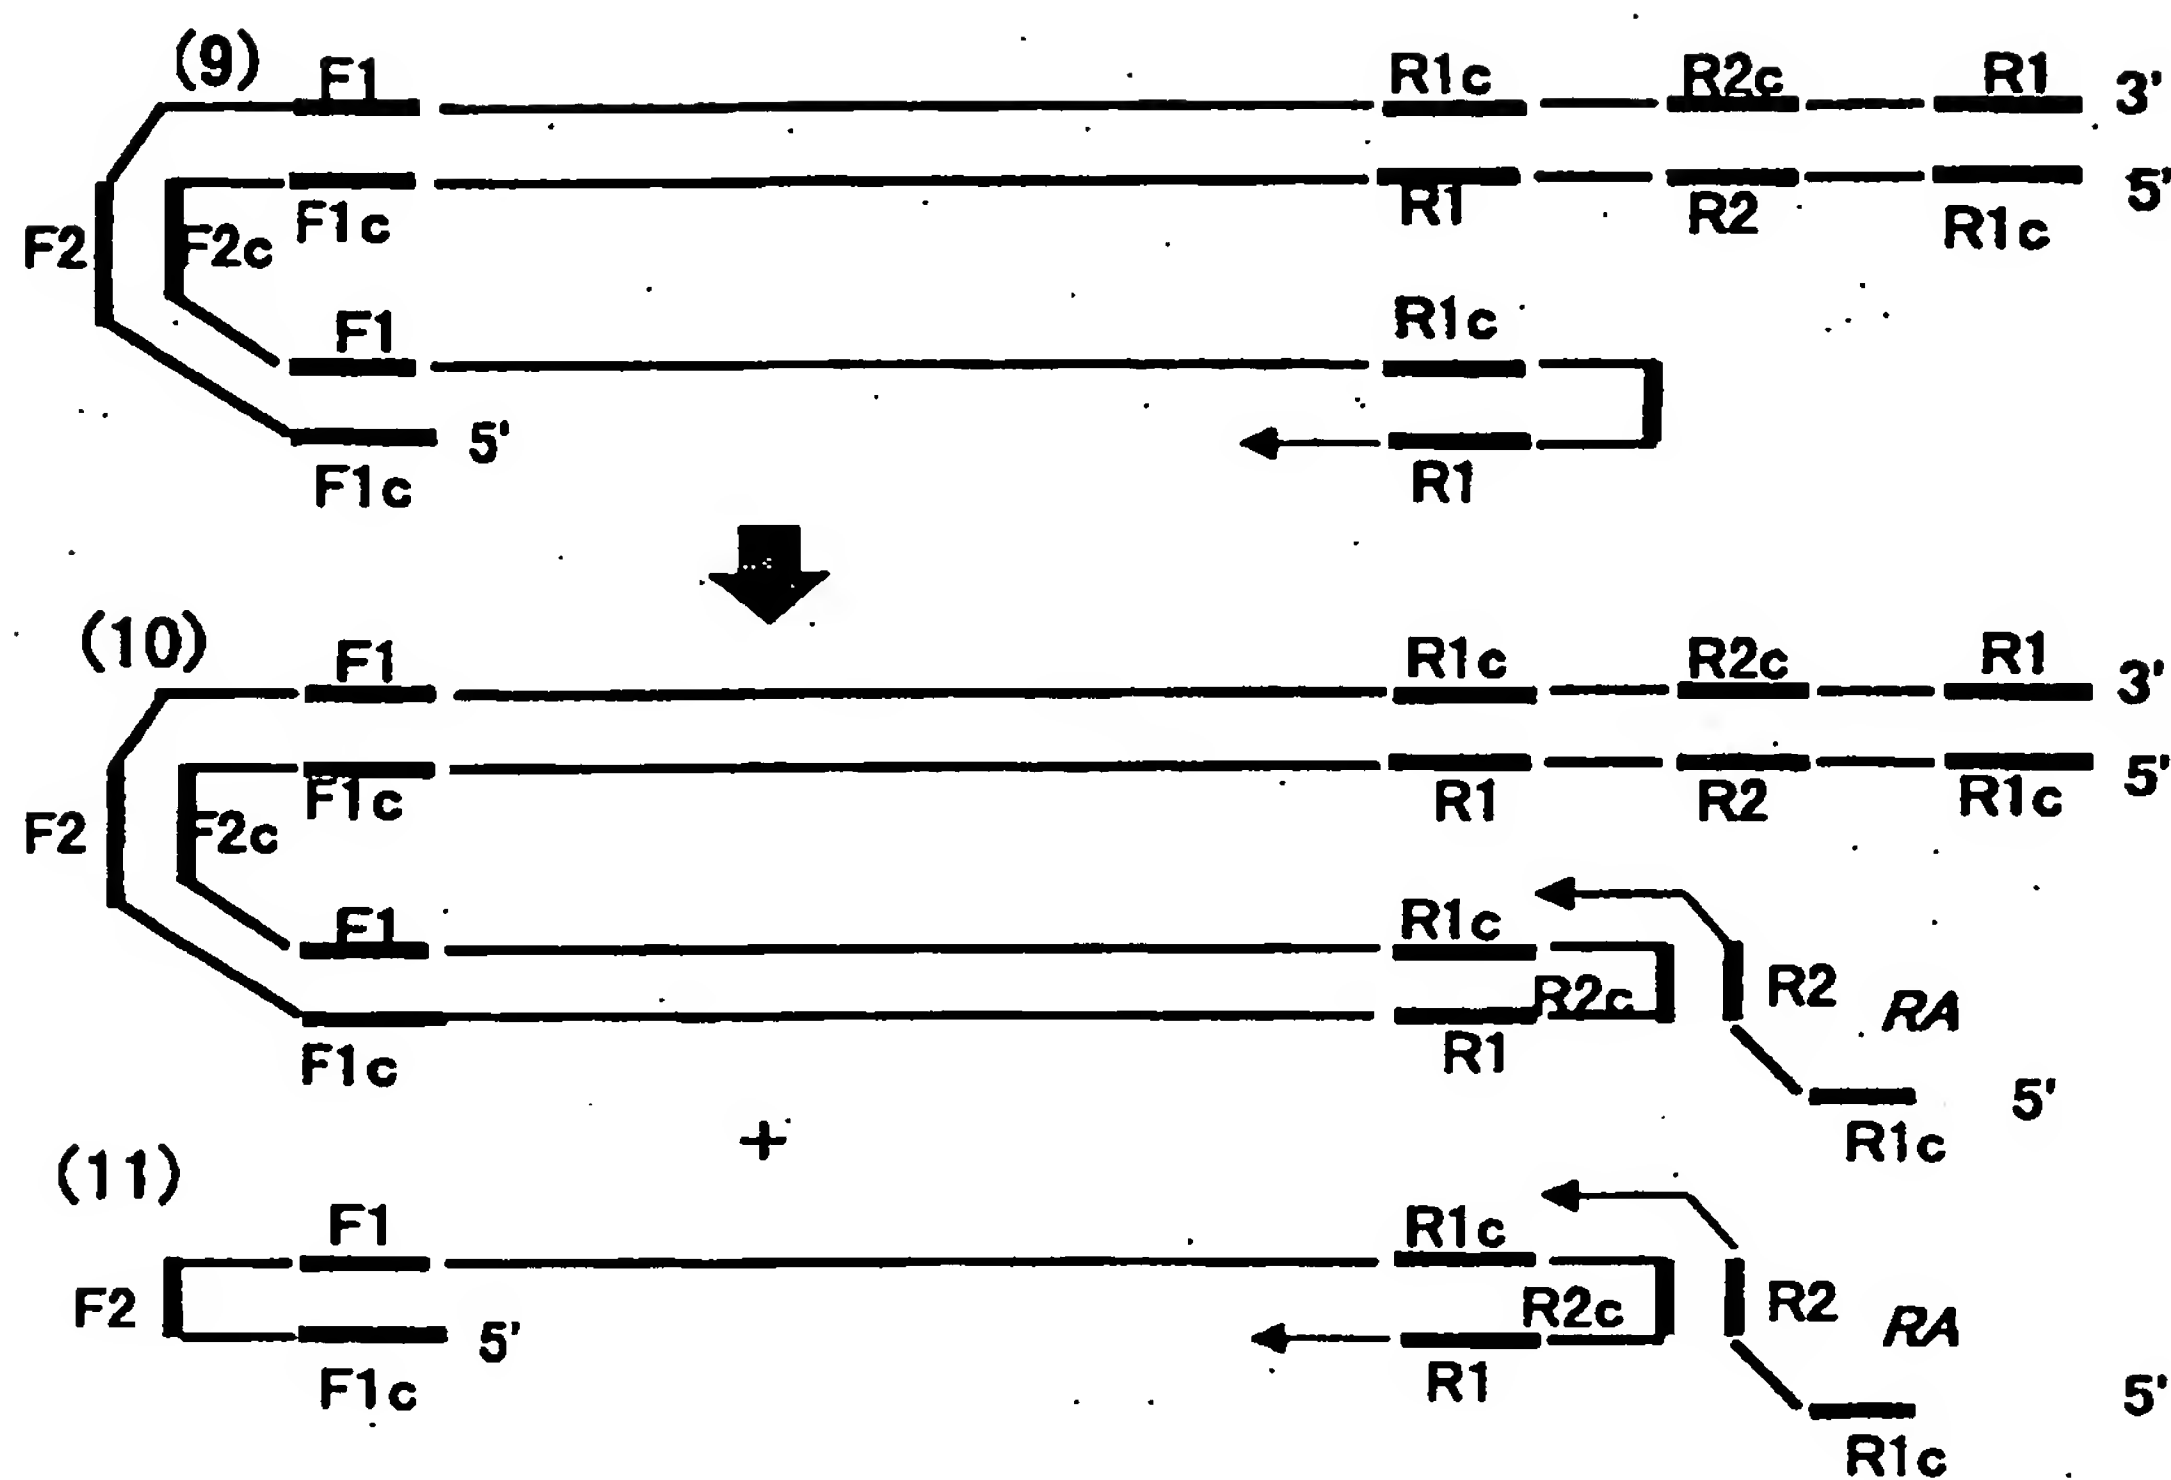 (9) F1 R1c R2c R1 3'
F1c R1 R2 R1c 5'
F2 F2c
F1 R1c
5'
F1c R1
(10) F1 R1c R2c R1 3'
5'
F1c R1 R2 R1c
F2 F2c
F1 R1c
R2c R2 RA
F1c R1
5'
R1c
+
(11)
F1 R1c
F2 R2c R2 RA
5'
F1c R1 5'
R1c